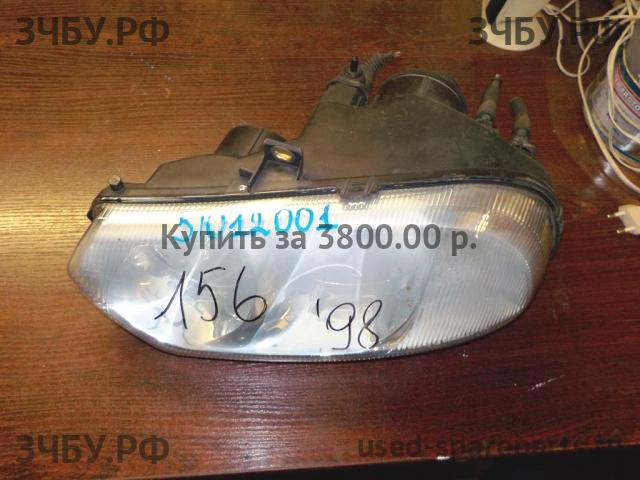 ЗЧБУ.РФ ЗЧБУ.РФ
Купить за 3800.00 р.
156 '98
ЗЧБУ.РФ used-spareparts.ru